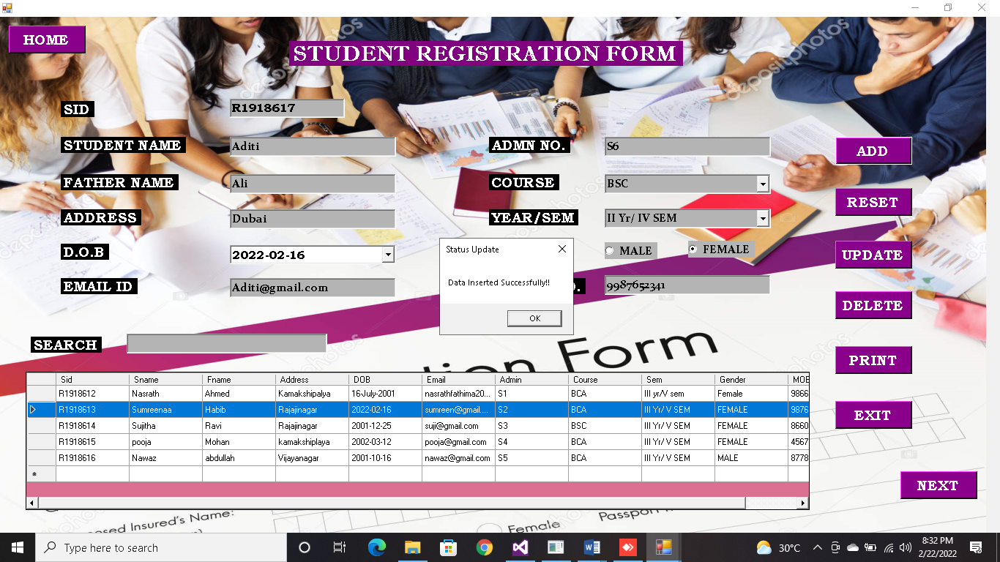 HOME
STUDENT REGISTRATION FORM
depositphotos
depositphotos
SID R1918617
STUDENT NAME Aditi ADMN NO. S6 ADD
FATHER NAME Ali COURSE BSC
RESET
ADDRESS Dubai YEAR/SEM II Yr/ IV SEM
D.O.B 2022-02-16 MALE FEMALE UPDATE
Status Update
Data Inserted Successfully!!
OK
EMAIL ID Aditi@gmail.com 9987652341
DELETE
SEARCH
tion Form
PRINT
Sid Sname Fname Address DOB Email Admin Course Sem Gender MOB
R1918612 Nasrath Ahmed Kamakshipalya 16-July-2001 nasrathfathima20... S1 BCA III yr/V sem Female 9866
R1918613 Sumreenaa Habib Rajajinagar 2022-02-16 sumreen@gmail.... S2 BCA III Yr/ V SEM FEMALE 9876
R1918614 Sujitha Ravi Rajajinagar 2001-12-25 suji@gmail.com S3 BSC III Yr/ V SEM FEMALE 8660
R1918615 pooja Mohan kamakshiplaya 2002-03-12 pooja@gmail.com S4 BCA III Yr/ V SEM FEMALE 4567
R1918616 Nawaz abdullah Vijayanagar 2001-10-16 nawaz@gmail.com S5 BCA III Yr/ V SEM MALE 8778
EXIT
NEXT
posed Insured's Name:
Female
Passpo
Type here to search
30°C
8:32 PM
2/22/2022